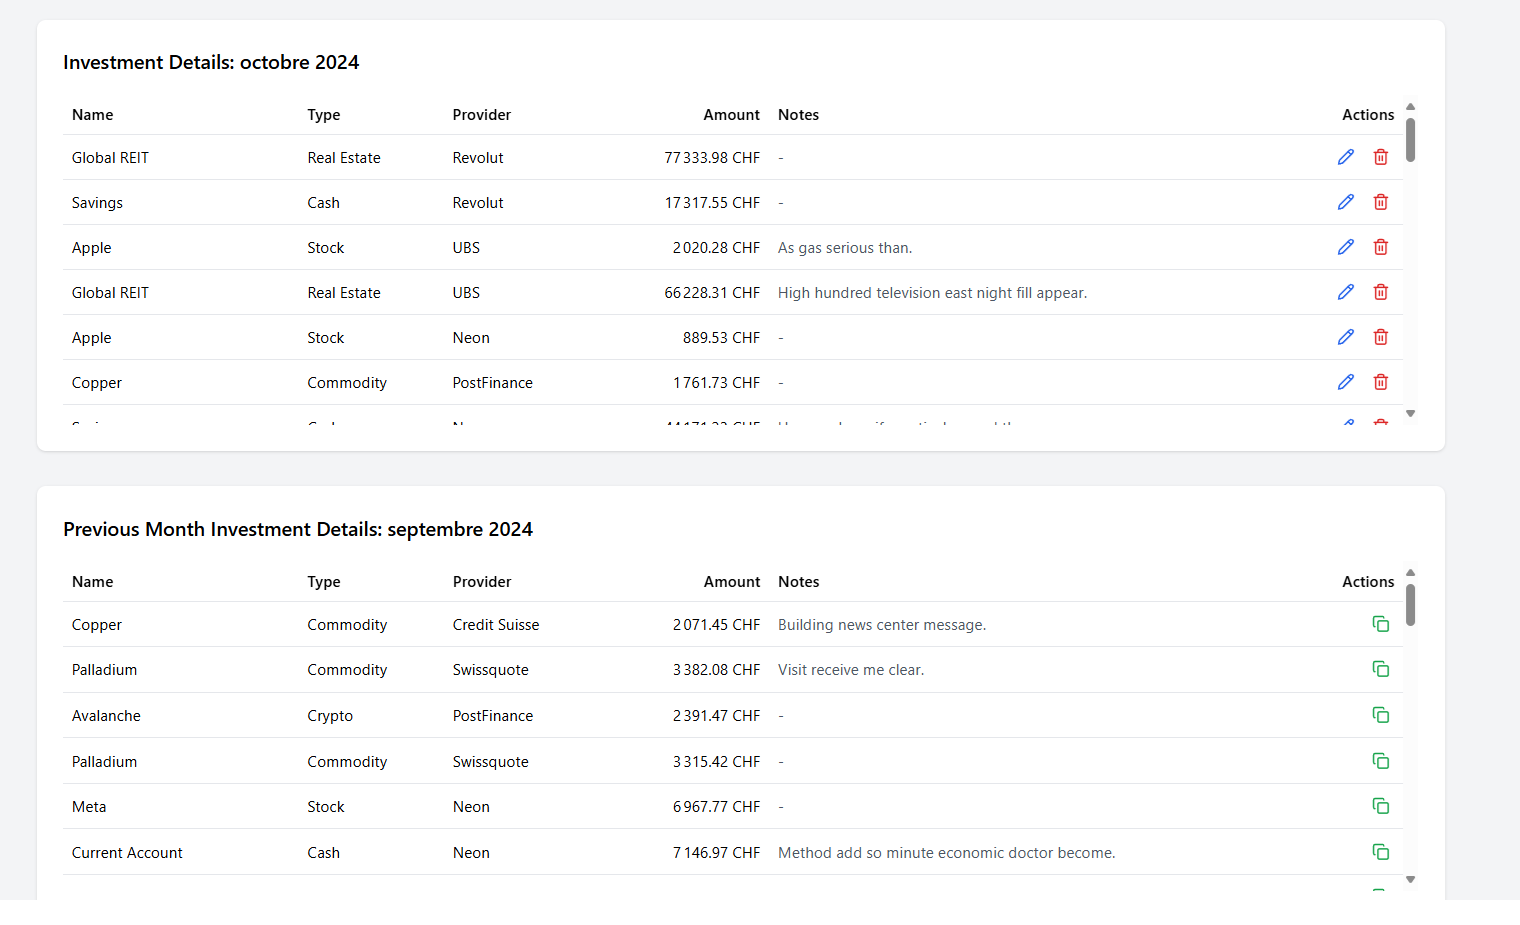 Investment Details: octobre 2024
Name Type Provider Amount Notes Actions
Global REIT Real Estate Revolut 77 333.98 CHF -
Savings Cash Revolut 17 317.55 CHF -
Apple Stock UBS 2 020.28 CHF As gas serious than.
Global REIT Real Estate UBS 66 228.31 CHF High hundred television east night fill appear.
Apple Stock Neon 889.53 CHF -
Copper Commodity PostFinance 1 761.73 CHF -
Previous Month Investment Details: septembre 2024
Name Type Provider Amount Notes Actions
Copper Commodity Credit Suisse 2 071.45 CHF Building news center message.
Palladium Commodity Swissquote 3 382.08 CHF Visit receive me clear.
Avalanche Crypto PostFinance 2 391.47 CHF -
Palladium Commodity Swissquote 3 315.42 CHF -
Meta Stock Neon 6 967.77 CHF -
Current Account Cash Neon 7 146.97 CHF Method add so minute economic doctor become.